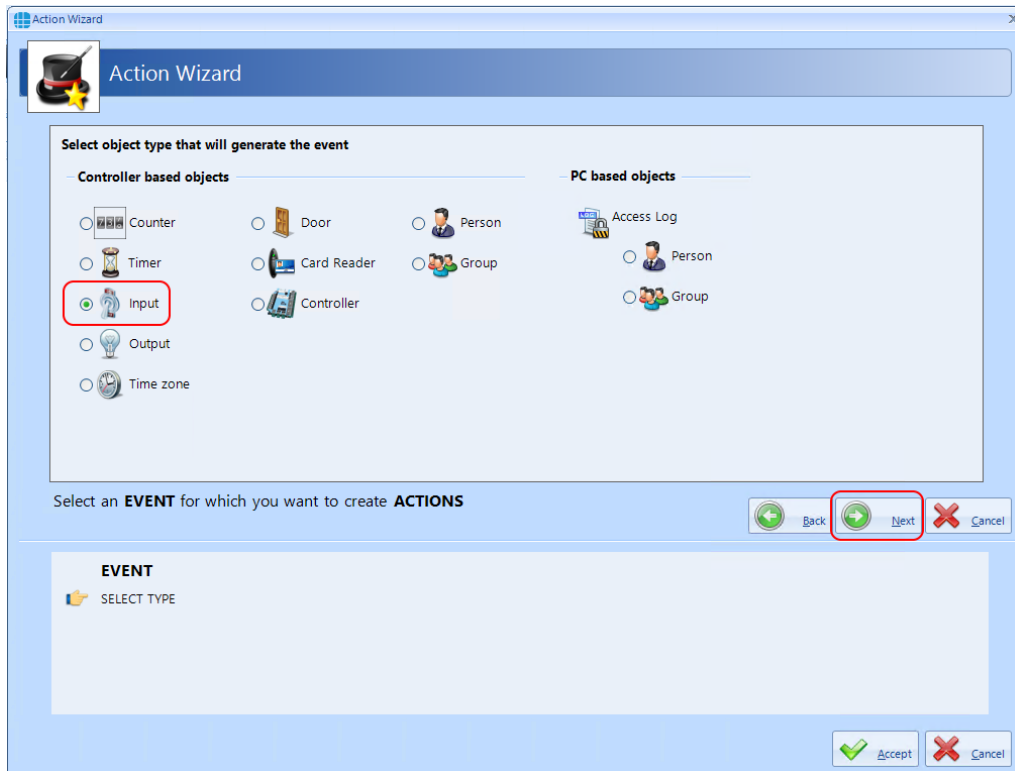 Action Wizard
Action Wizard
Select object type that will generate the event
Controller based objects
PC based objects
Counter
Door
Person
Access Log
Timer
Card Reader
Group
Person
Input
Controller
Group
Output
Time zone
Select an EVENT for which you want to create ACTIONS
Back
Next
Cancel
EVENT
SELECT TYPE
Accept
Cancel